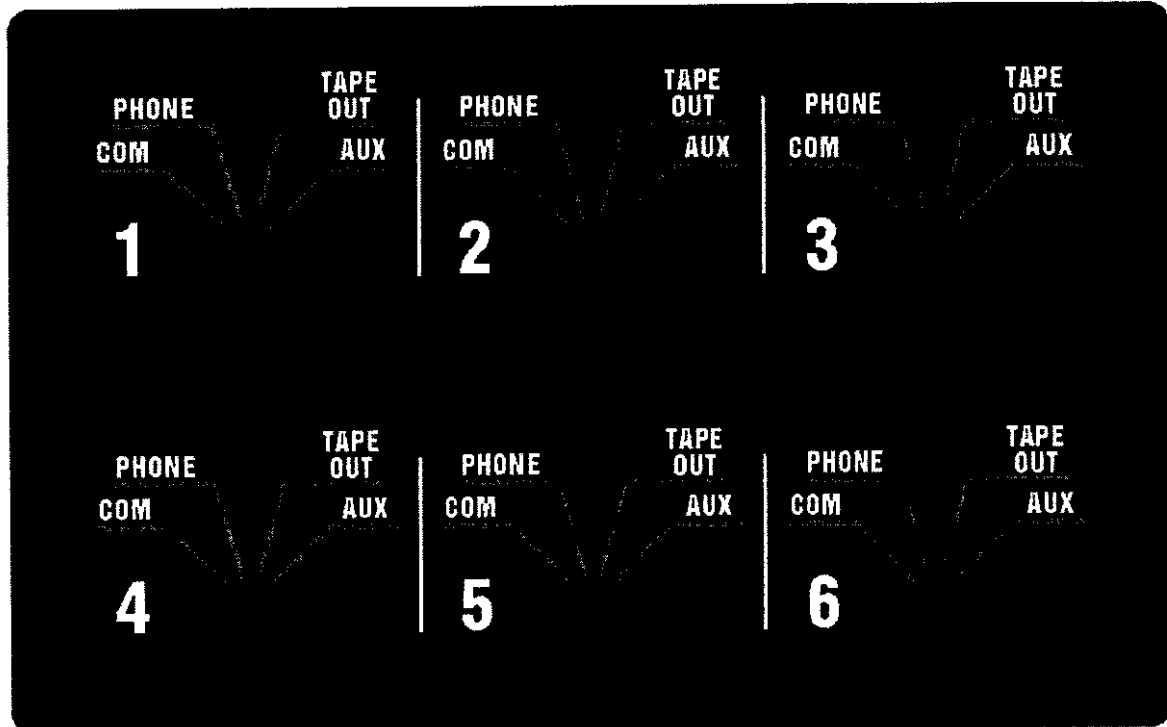 PHONE TAPE OUT
COM AUX
1
PHONE TAPE OUT
COM AUX
2
PHONE TAPE OUT
COM AUX
3
PHONE TAPE OUT
COM AUX
4
PHONE TAPE OUT
COM AUX
5
PHONE TAPE OUT
COM AUX
6